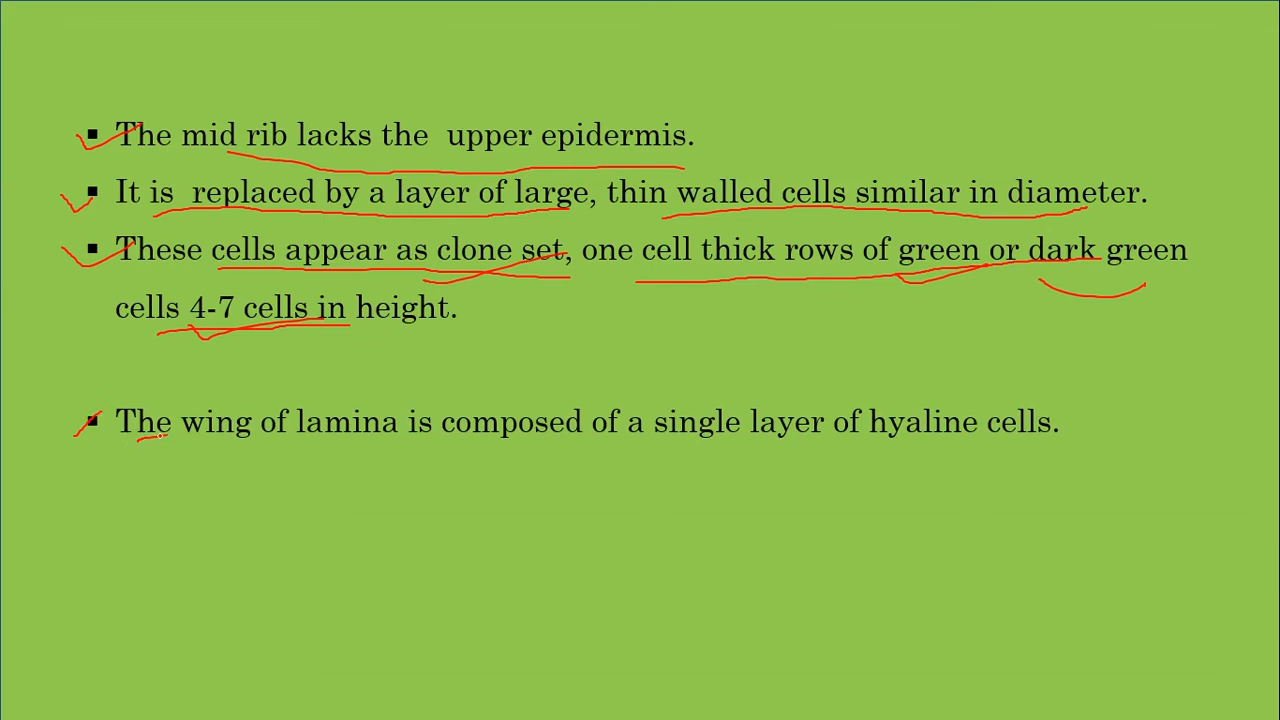 ▪ The mid rib lacks the upper epidermis.
▪ It is replaced by a layer of large, thin walled cells similar in diameter.
▪ These cells appear as clone set, one cell thick rows of green or dark green
cells 4-7 cells in height.
▪ The wing of lamina is composed of a single layer of hyaline cells.